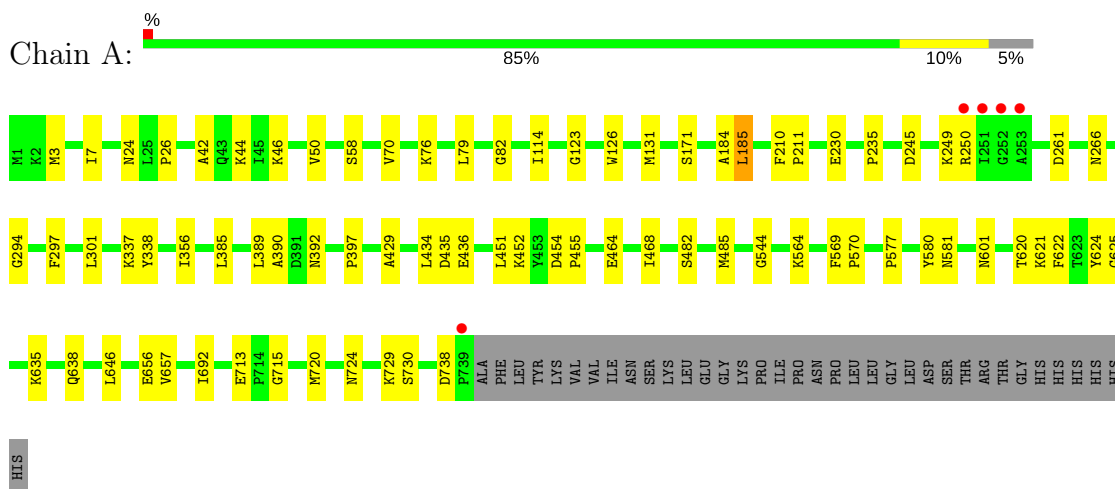 %
Chain A:
85% 10% 5%
M1 K2 M3 I7 N24 L25 P26 A42 Q43 K44 I45 K46 V50 S58 V70 K76 L79 G82 I114 G123 W126 M131 S171 A184 L185 F210 P211 E230 P235 D245 K249 R250 I251 G252 A253 D261 N266
G294 F297 L301 K337 Y338 I356 L385 L389 A390 D391 N392 P397 A429 L434 D435 E436 L451 K452 Y453 D454 P455 E464 I468 S482 M485 G544 K564 F569 P570 P577 Y580 N581 N601 T620 K621 F622 T623 Y624
K635 Q638 L646 E656 V657 I692 E713 P714 G715 M720 N724 K729 S730 D738 P739 ALA PHE LEU TYR LYS VAL VAL ILE ASN SER LYS LEU GLU GLY LYS PRO ILE PRO ASN PRO LEU LEU GLY LEU ASP SER THR ARG THR GLY HIS HIS HIS HIS HIS
HIS